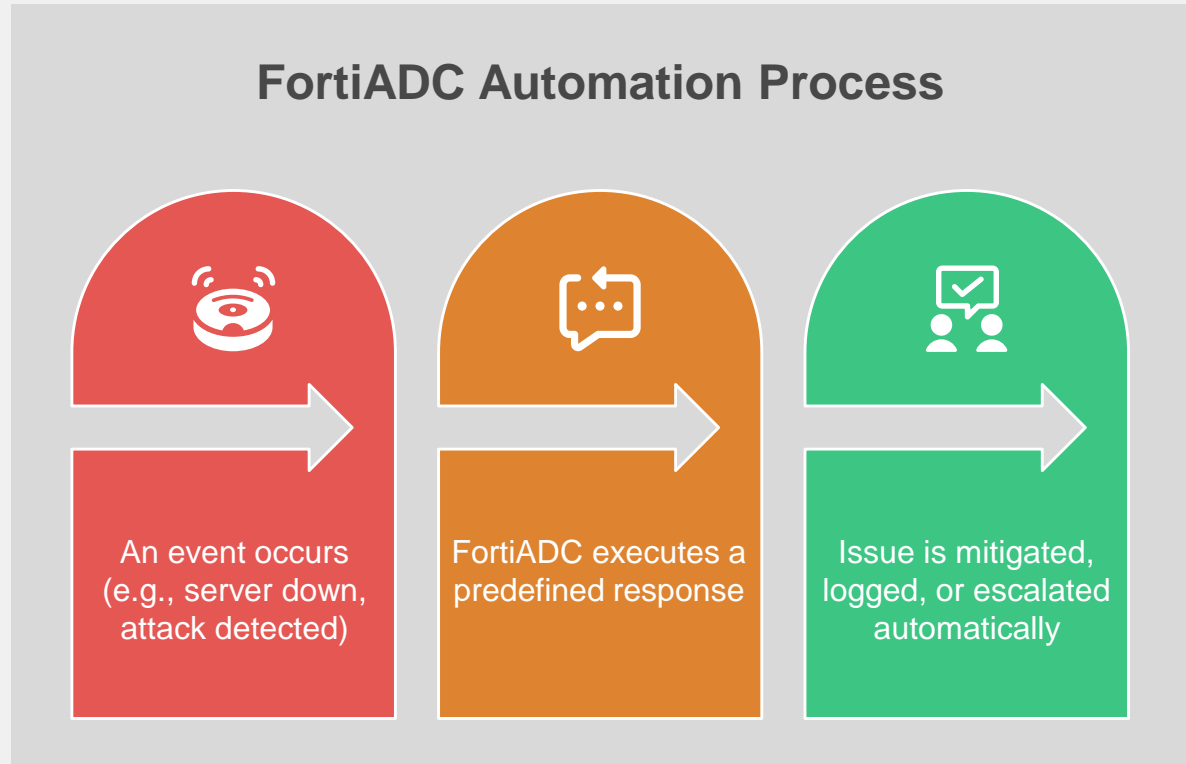 FortiADC Automation Process
An event occurs
(e.g., server down,
attack detected)
FortiADC executes a
predefined response
Issue is mitigated,
logged, or escalated
automatically